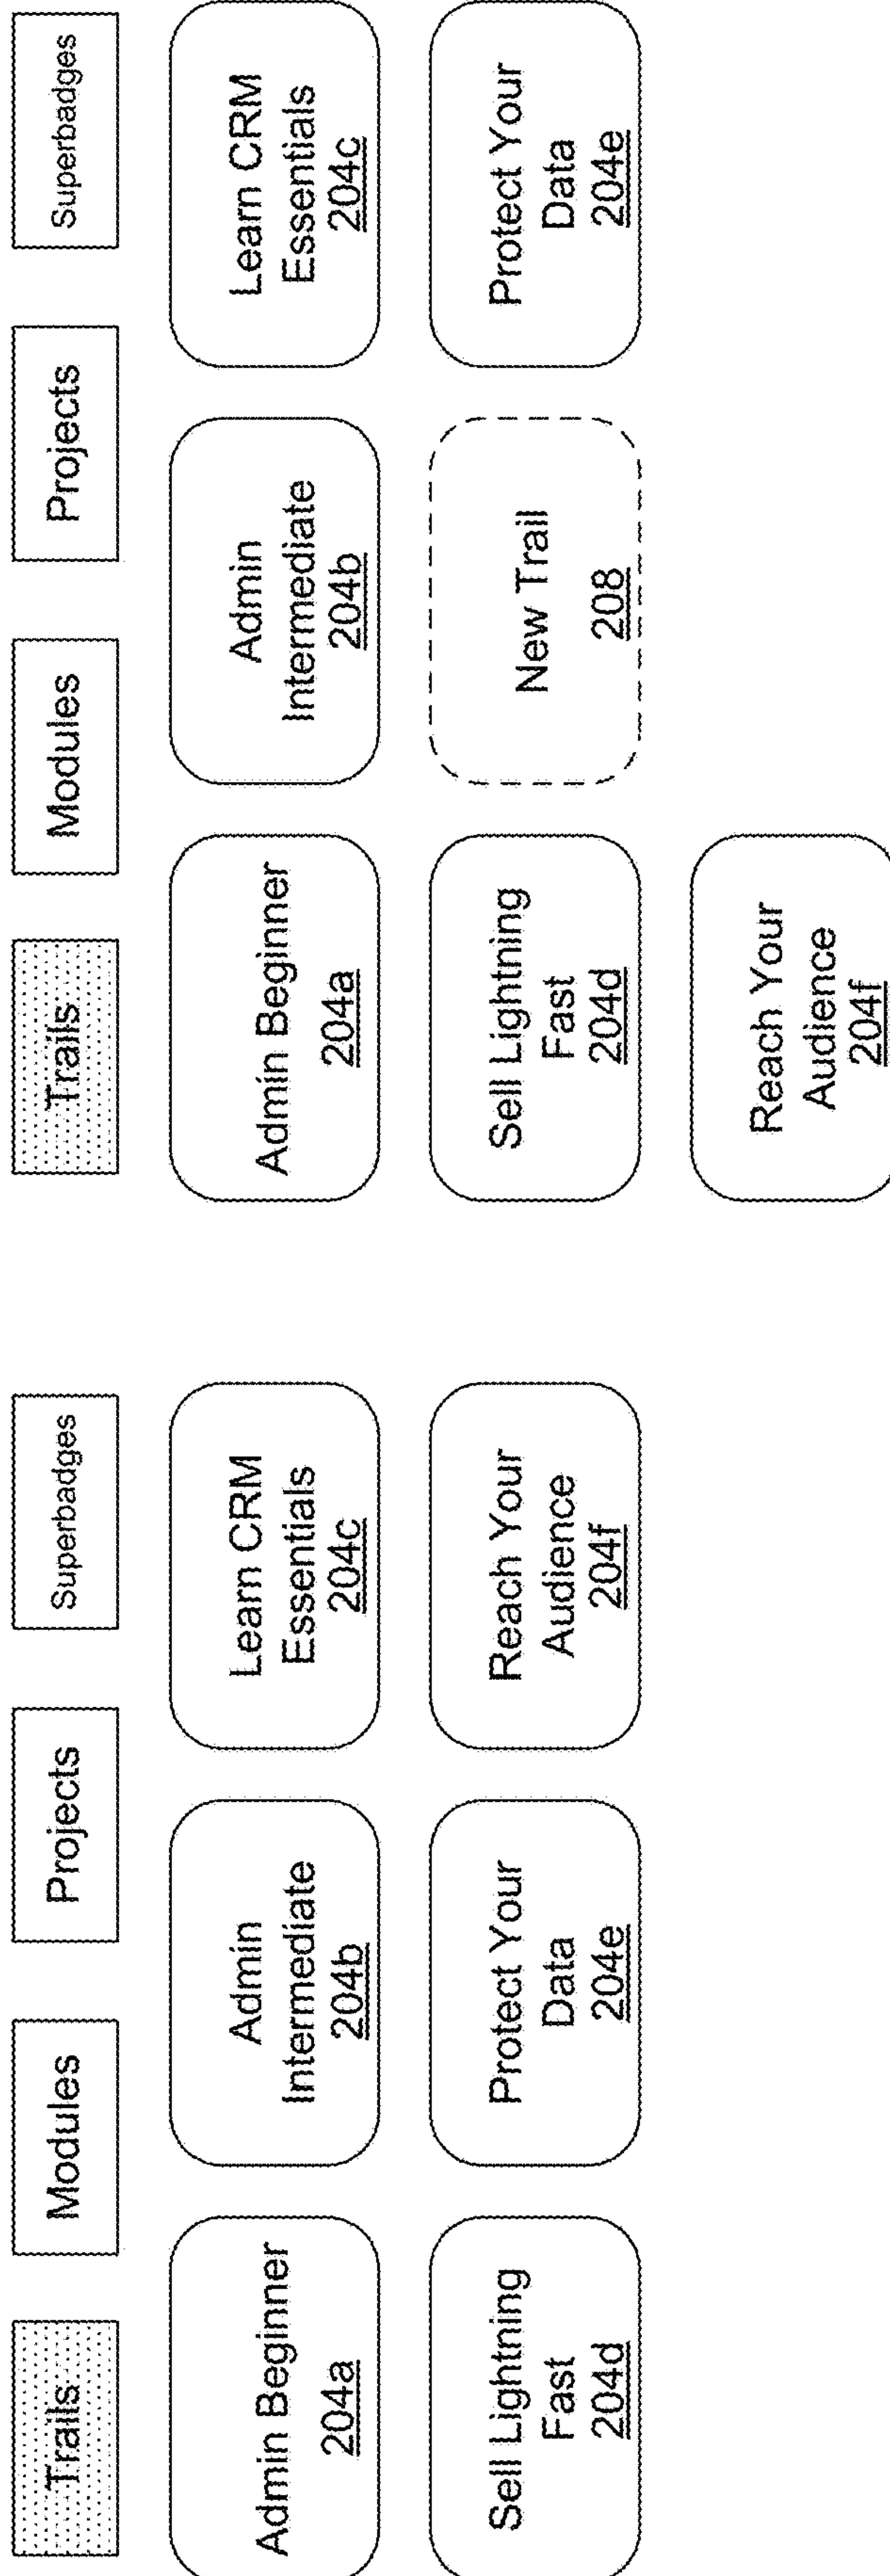 Trails
Modules
Projects
Superbadges
Admin Beginner
204a
Admin
Intermediate
204b
Learn CRM
Essentials
204c
Sell Lightning
Fast
204d
Protect Your
Data
204e
Reach Your
Audience
204f
Trails
Modules
Projects
Superbadges
Admin Beginner
204a
Admin
Intermediate
204b
Learn CRM
Essentials
204c
Sell Lightning
Fast
204d
New Trail
208
Protect Your
Data
204e
Reach Your
Audience
204f